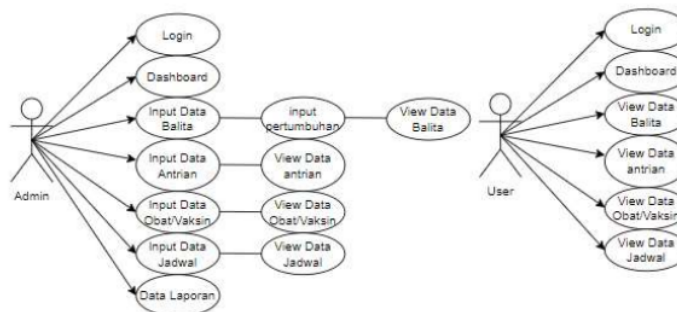 Login
Dashboard
Input Data
Balita
input
pertumbuhan
View Data
Balita
Input Data
Antrian
View Data
antrian
Input Data
Obat/Vaksin
View Data
Obat/Vaksin
Input Data
Jadwal
View Data
Jadwal
Data Laporan
Admin
Login
Dashboard
View Data
Balita
View Data
antrian
View Data
Obat/Vaksin
View Data
Jadwal
User